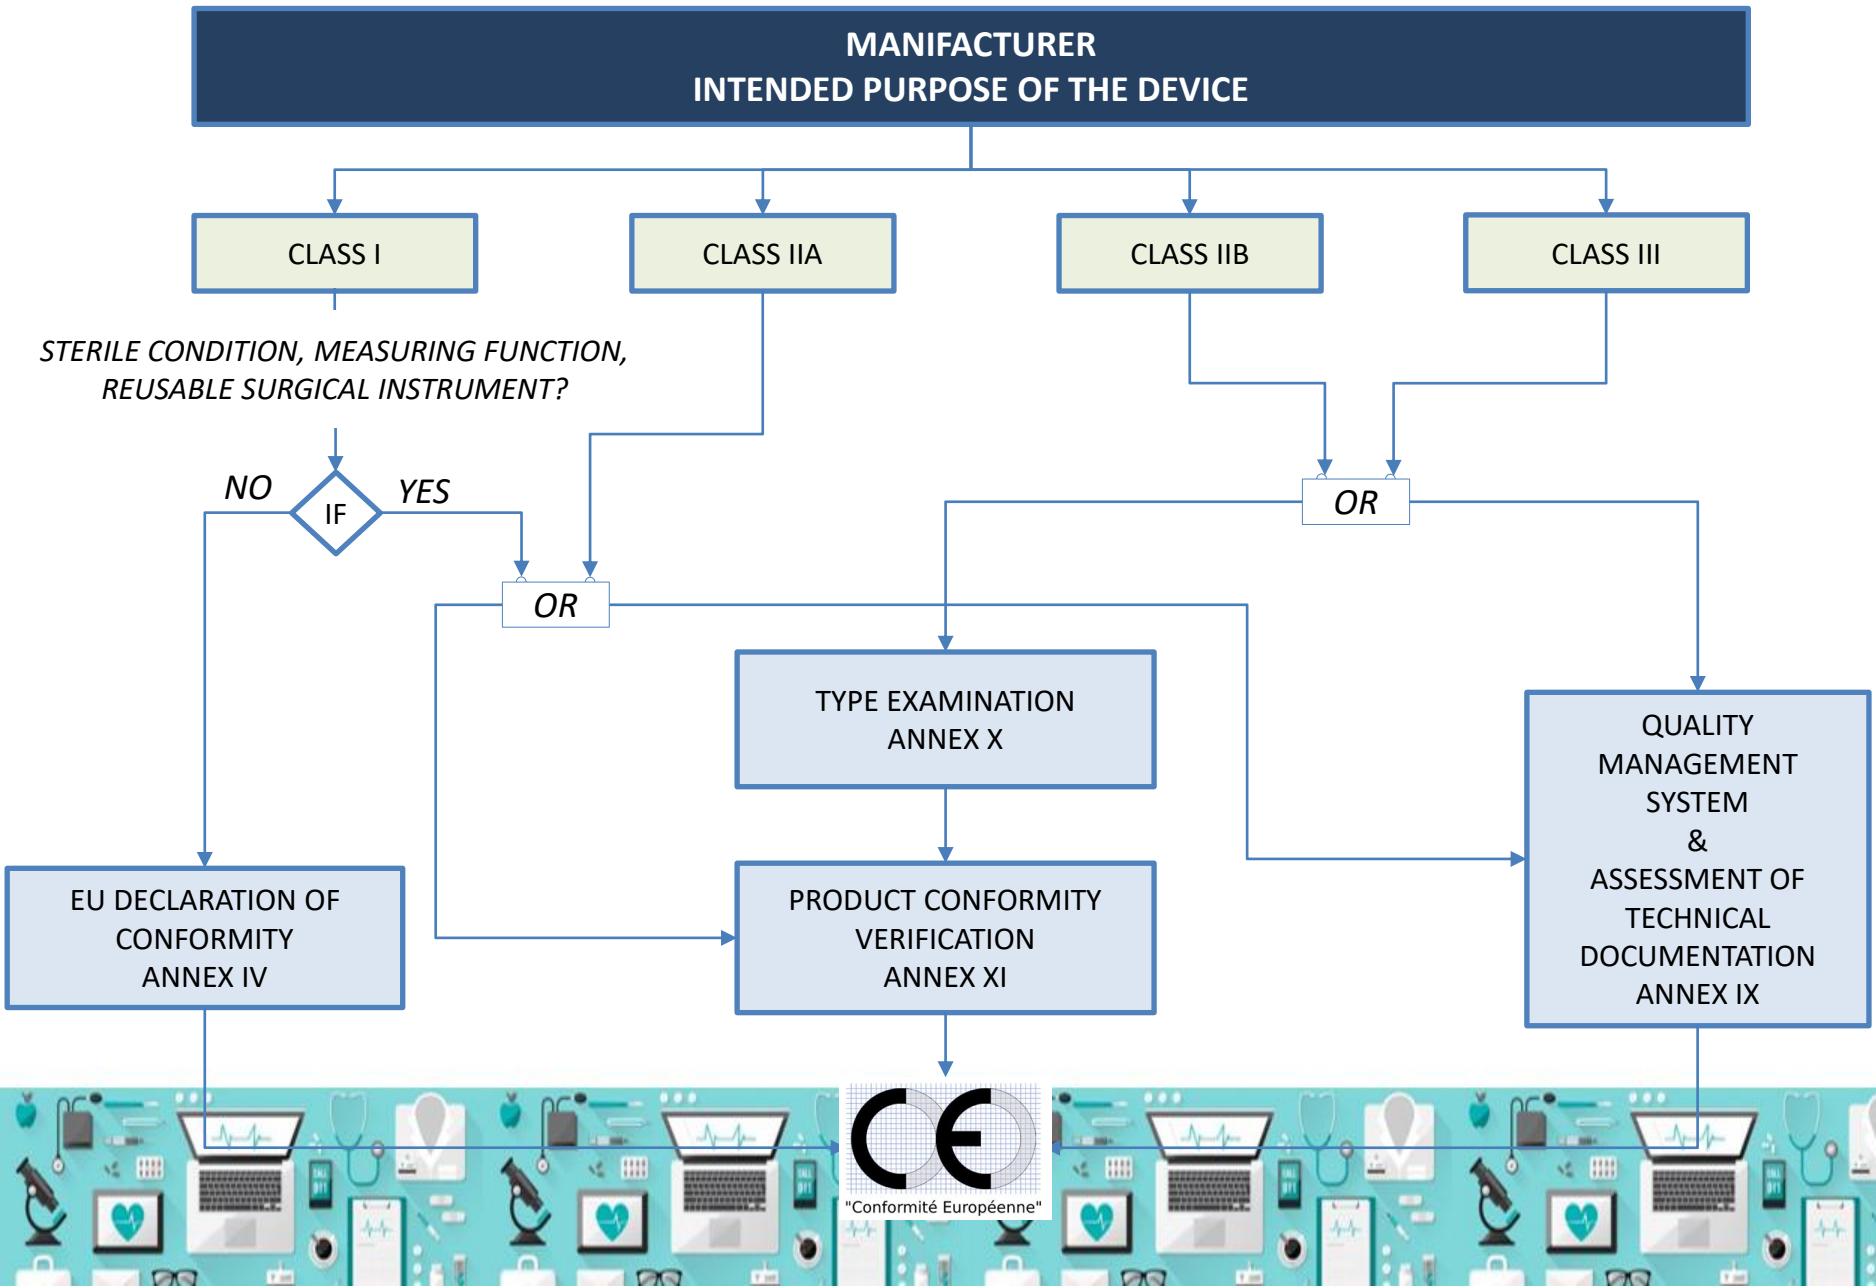 MANIFACTURER
INTENDED PURPOSE OF THE DEVICE
CLASS I
CLASS IIA
CLASS IIB
CLASS III
STERILE CONDITION, MEASURING FUNCTION,
REUSABLE SURGICAL INSTRUMENT?
NO
IF
YES
OR
OR
TYPE EXAMINATION
ANNEX X
QUALITY
MANAGEMENT
SYSTEM
&
ASSESSMENT OF
TECHNICAL
DOCUMENTATION
ANNEX IX
EU DECLARATION OF
CONFORMITY
ANNEX IV
PRODUCT CONFORMITY
VERIFICATION
ANNEX XI
CE
"Conformité Européenne"